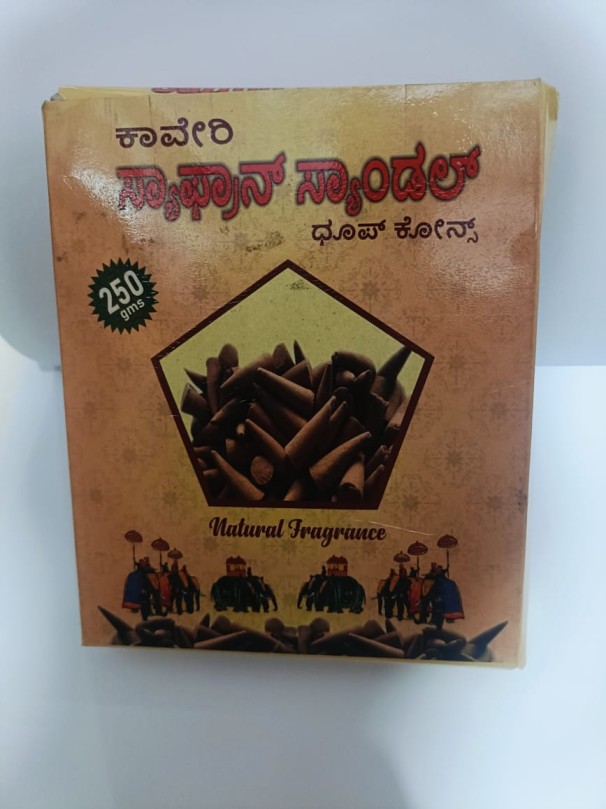 ಕಾವೇರಿ
ಸ್ಯಾಫ್ರಾನ್ ಸ್ಯಾಂಡಲ್
ಧೂಪ್ ಕೋನ್ಸ್
250
gms
Natural Fragrance